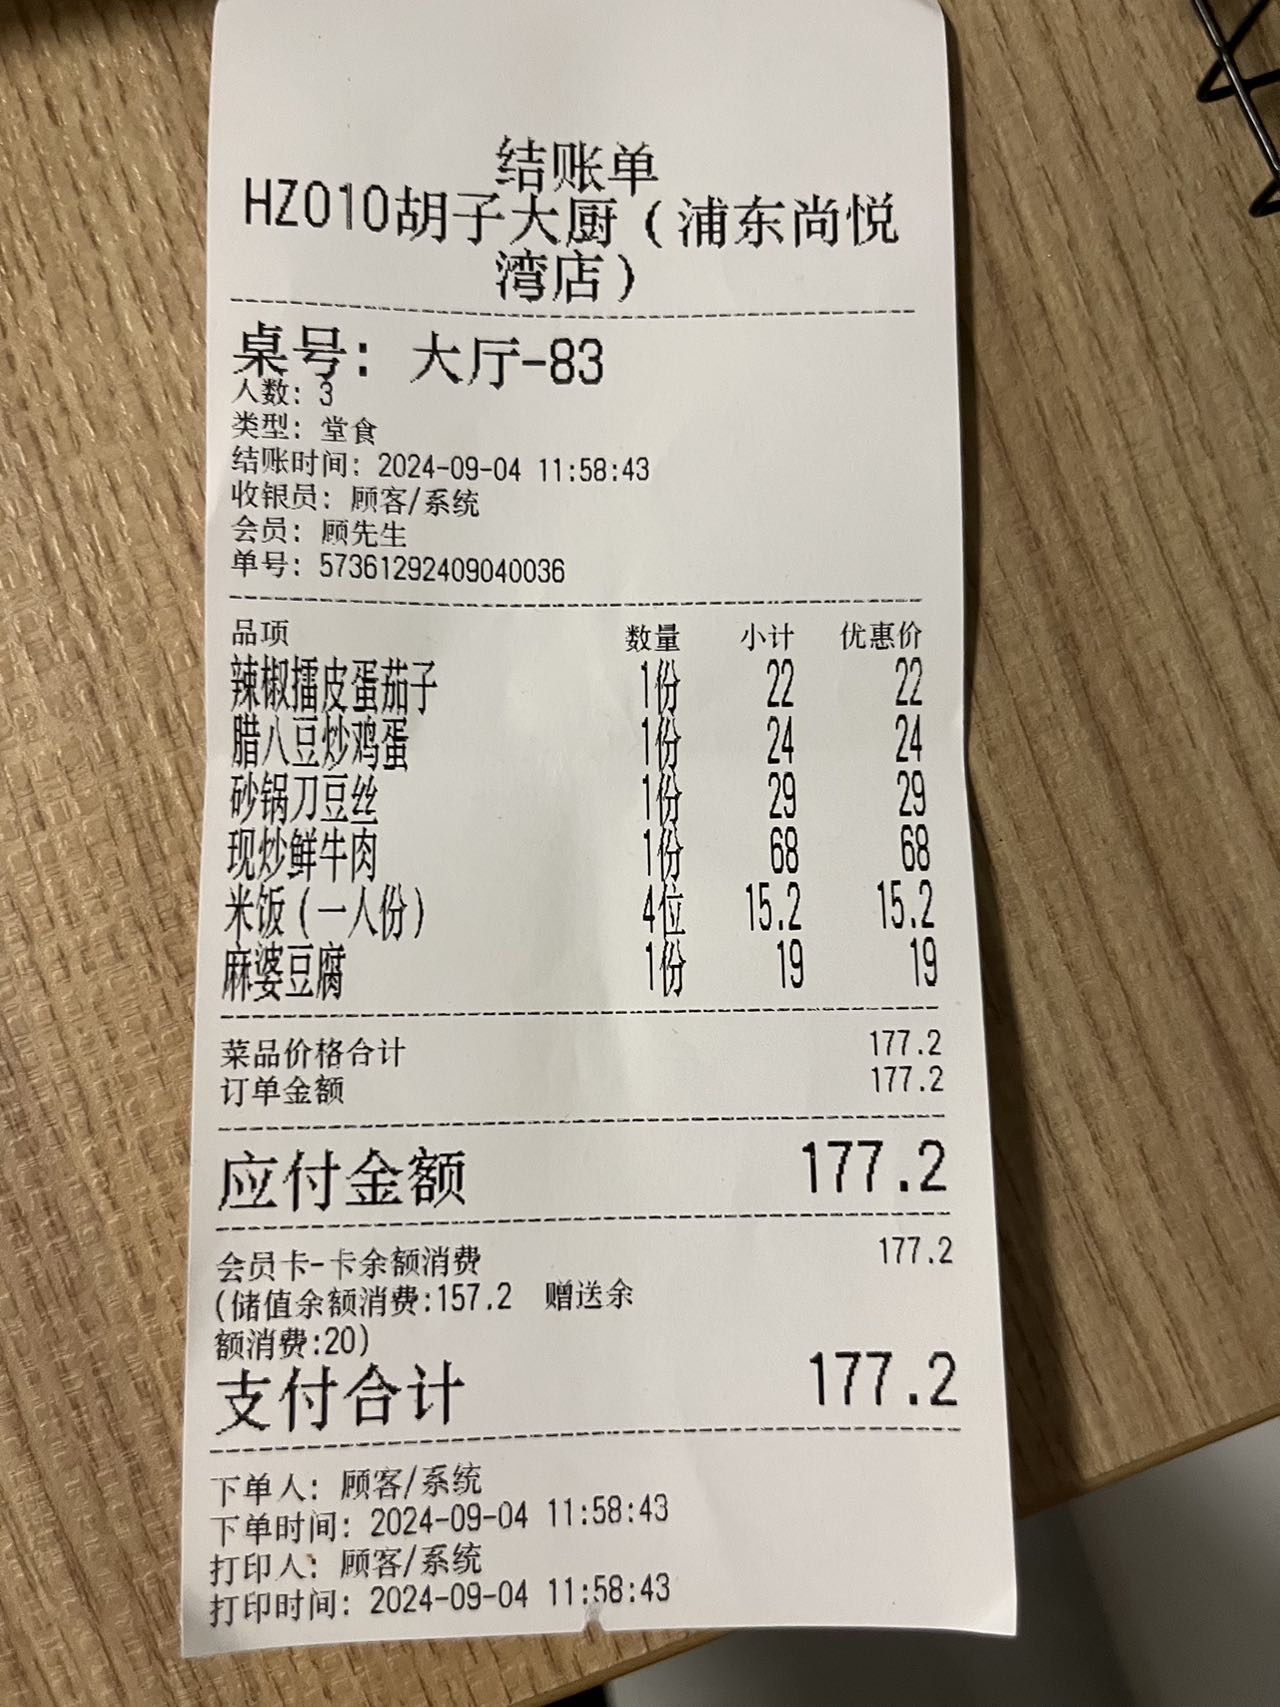 结账单
HZ010胡子大厨（浦东尚悦
湾店）
桌号：大厅-83
人数：3
类型：堂食
结账时间：2024-09-04 11:58:43
收银员：顾客/系统
会员：顾先生
单号：57361292409040036
品项 数量 小计 优惠价
辣椒擂皮蛋茄子 1份 22 22
腊八豆炒鸡蛋 1份 24 24
砂锅刀豆丝 1份 29 29
现炒鲜牛肉 1份 68 68
米饭（一人份） 4位 15.2 15.2
麻婆豆腐 1份 19 19
菜品价格合计 177.2
订单金额 177.2
应付金额 177.2
会员卡-卡余额消费 177.2
(储值余额消费:157.2 赠送余
额消费:20)
支付合计 177.2
下单人：顾客/系统
下单时间：2024-09-04 11:58:43
打印人：顾客/系统
打印时间：2024-09-04 11:58:43